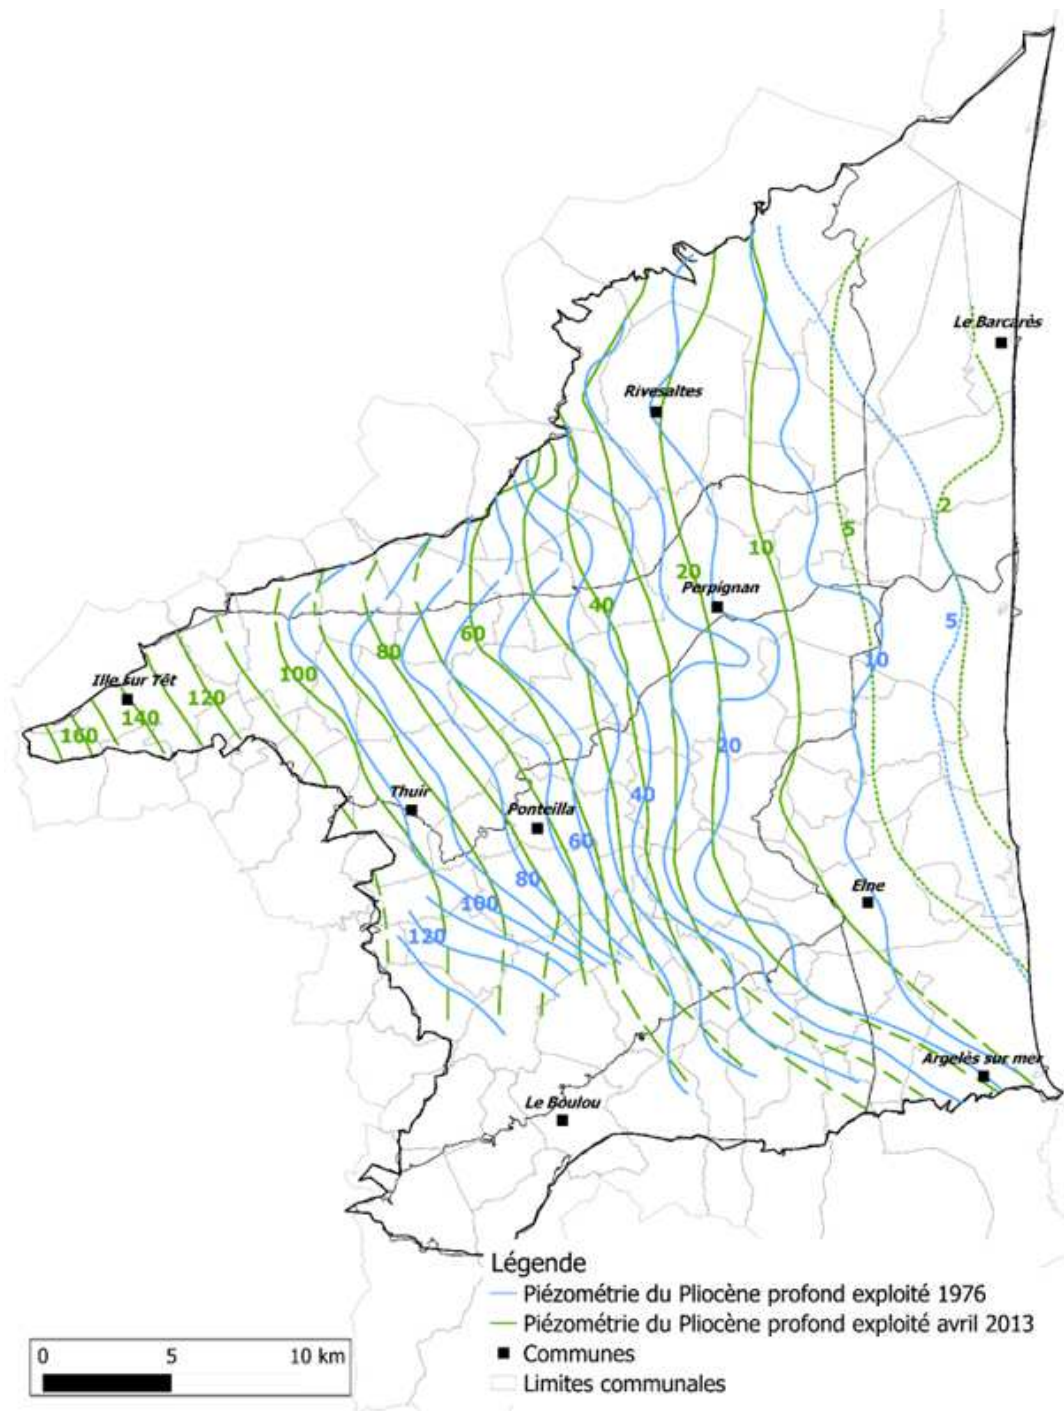 Le Barcarès
Rivesaltes
2
5
10
20
Perpignan
40
5
60
80
10
100
Ille sur Têt
120
140
160
20
Thuir
40
Ponteilla
60
80
Elne
100
120
Argelès sur mer
Le Boulou
Légende
Piézométrie du Pliocène profond exploité 1976
Piézométrie du Pliocène profond exploité avril 2013
Communes
Limites communales
0 5 10 km